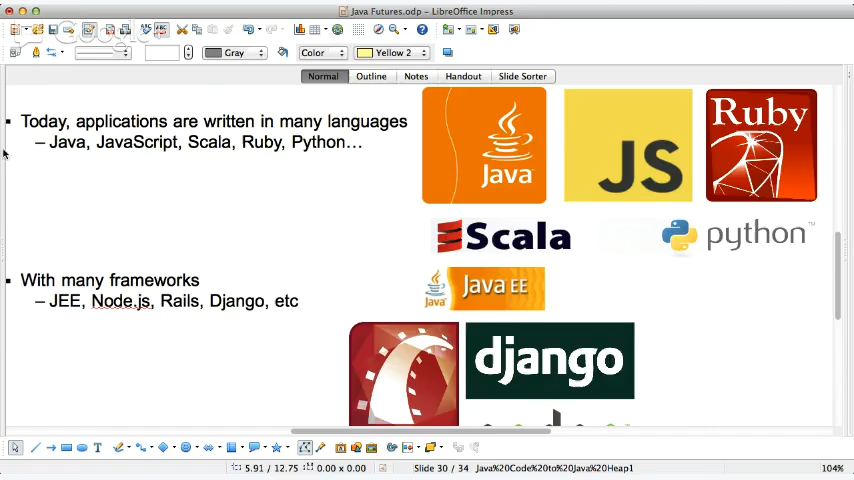 Java Futures.odp - LibreOffice Impress
Google
Gray
Color
Yellow 2
Normal
Outline
Notes
Handout
Slide Sorter
Today, applications are written in many languages
– Java, JavaScript, Scala, Ruby, Python…
Java
JS
Ruby
Scala
python™
With many frameworks
– JEE, Node.js, Rails, Django, etc
Java
Java EE
django
T
5.91 / 12.75
0.00 x 0.00
Slide 30 / 34
Java%20Code%20to%20Java%20Heap1
104%